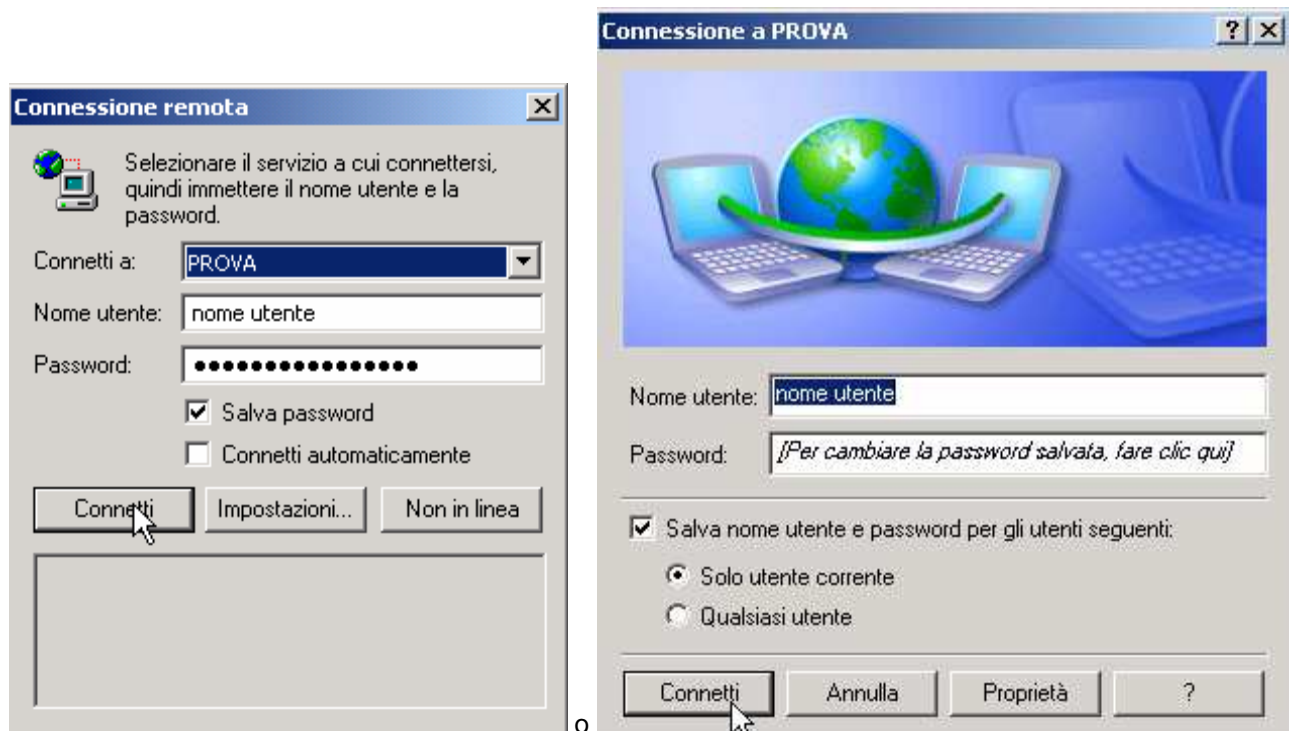 Connessione remota
Selezionare il servizio a cui connettersi,
quindi immettere il nome utente e la
password.
Connetti a: PROVA
Nome utente: nome utente
Password: ●●●●●●●●●●●●●●●●
Salva password
Connetti automaticamente
Connetti Impostazioni... Non in linea
o
Connessione a PROVA
Nome utente: nome utente
Password: [Per cambiare la password salvata, fare clic qui]
Salva nome utente e password per gli utenti seguenti:
Solo utente corrente
Qualsiasi utente
Connetti Annulla Proprietà ?